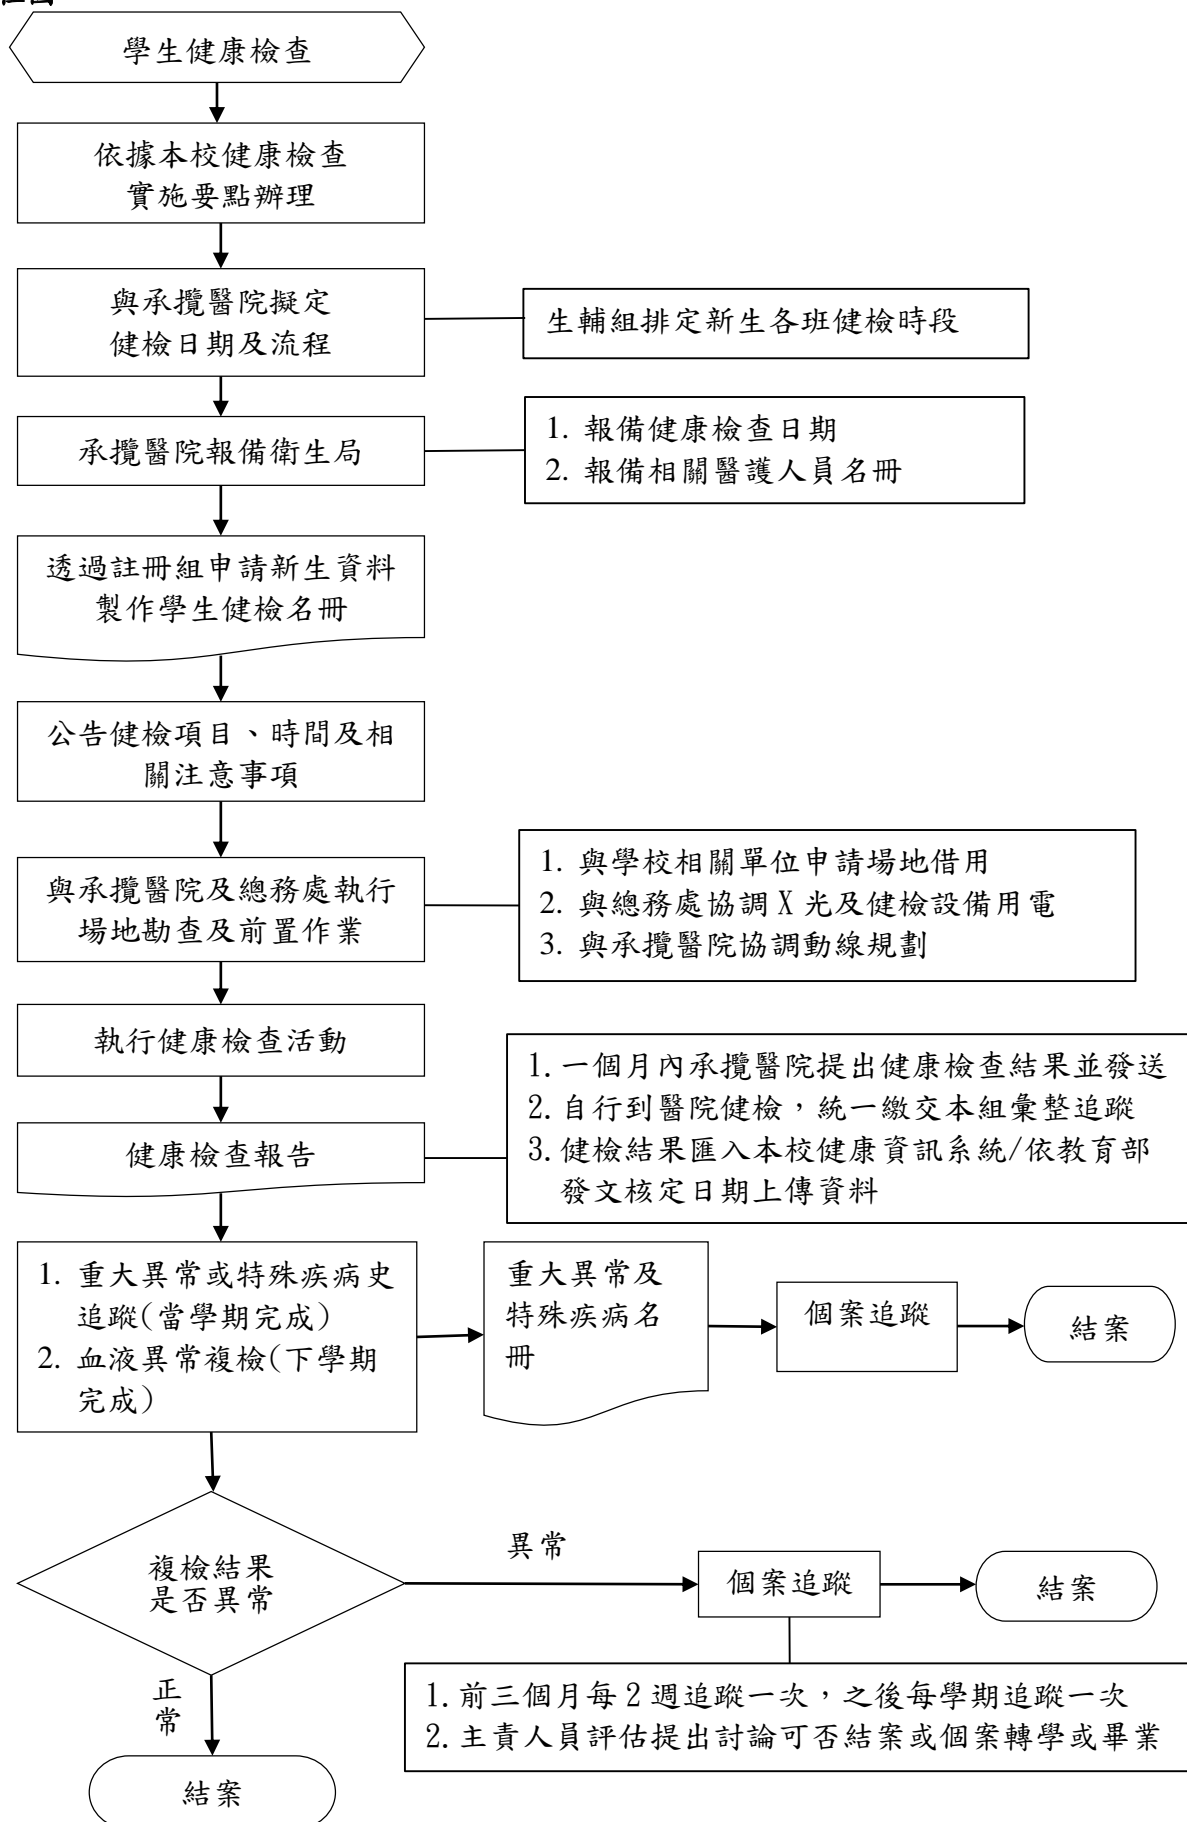 學生健康檢查
依據本校健康檢查
實施要點辦理
與承攬醫院擬定
健檢日期及流程
生輔組排定新生各班健檢時段
承攬醫院報備衛生局
1. 報備健康檢查日期
2. 報備相關醫護人員名冊
透過註冊組申請新生資料
製作學生健檢名冊
公告健檢項目、時間及相
關注意事項
與承攬醫院及總務處執行
場地勘查及前置作業
1. 與學校相關單位申請場地借用
2. 與總務處協調 X 光及健檢設備用電
3. 與承攬醫院協調動線規劃
執行健康檢查活動
健康檢查報告
1. 一個月內承攬醫院提出健康檢查結果並發送
2. 自行到醫院健檢，統一繳交本組彙整追蹤
3. 健檢結果匯入本校健康資訊系統/依教育部
發文核定日期上傳資料
1. 重大異常或特殊疾病史
追蹤(當學期完成)
2. 血液異常複檢(下學期
完成)
重大異常及
特殊疾病名
冊
個案追蹤
結案
複檢結果
是否異常
異常
個案追蹤
結案
1. 前三個月每 2 週追蹤一次，之後每學期追蹤一次
2. 主責人員評估提出討論可否結案或個案轉學或畢業
正
常
結案